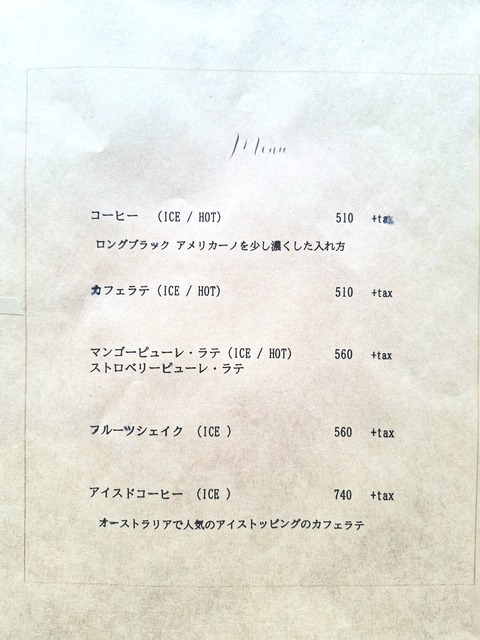 Menu
コーヒー (ICE / HOT) 510 +tax
ロングブラック アメリカーノを少し濃くした入れ方
カフェラテ (ICE / HOT) 510 +tax
マンゴーピューレ・ラテ (ICE / HOT) 560 +tax
ストロベリーピューレ・ラテ
フルーツシェイク (ICE ) 560 +tax
アイスドコーヒー (ICE ) 740 +tax
オーストラリアで人気のアイストッピングのカフェラテ